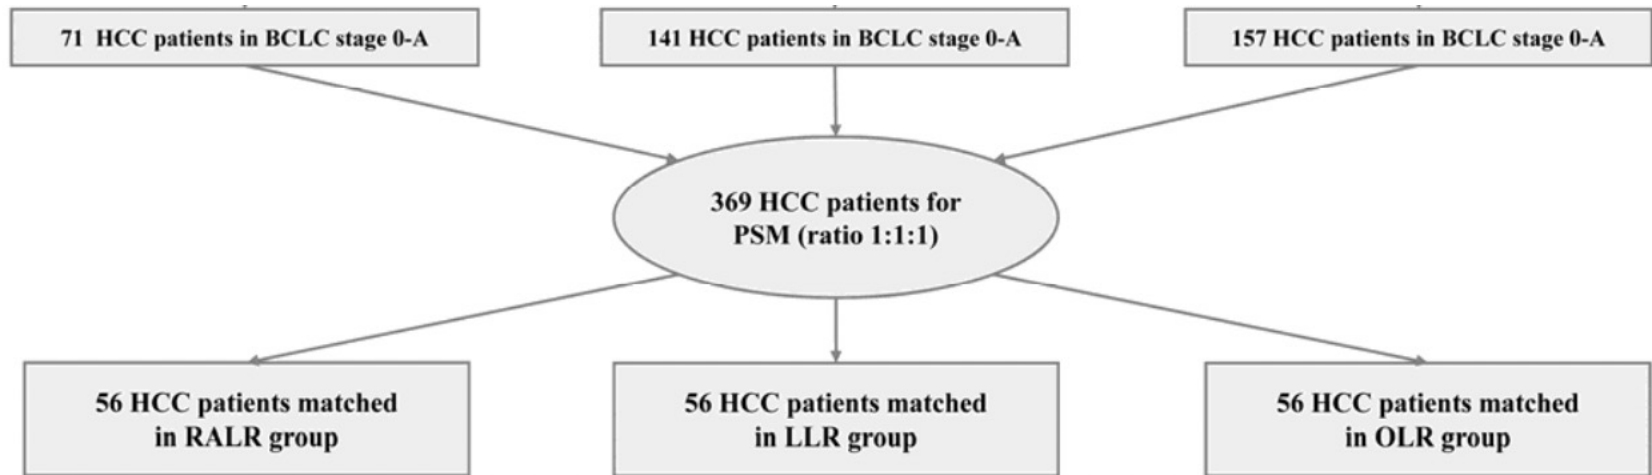 71 HCC patients in BCLC stage 0-A
141 HCC patients in BCLC stage 0-A
157 HCC patients in BCLC stage 0-A
369 HCC patients for
PSM (ratio 1:1:1)
56 HCC patients matched
in RALR group
56 HCC patients matched
in LLR group
56 HCC patients matched
in OLR group